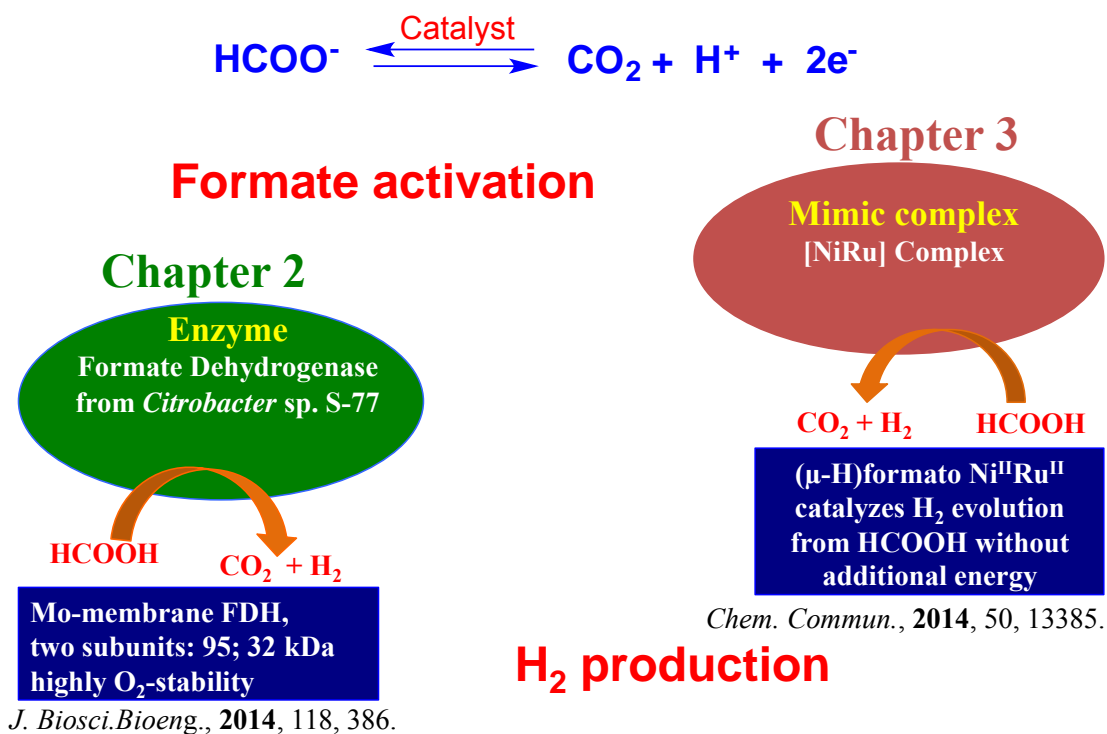 Catalyst
HCOO⁻ ⇌ CO₂ + H⁺ + 2e⁻
Chapter 3
Formate activation
Mimic complex
[NiRu] Complex
Chapter 2
Enzyme
Formate Dehydrogenase
from Citrobacter sp. S-77
CO₂ + H₂
HCOOH
(μ-H)formato NiᴵᴵRuᴵᴵ
catalyzes H₂ evolution
from HCOOH without
additional energy
HCOOH
CO₂ + H₂
Mo-membrane FDH,
two subunits: 95; 32 kDa
highly O₂-stability
Chem. Commun., 2014, 50, 13385.
H₂ production
J. Biosci.Bioeng., 2014, 118, 386.